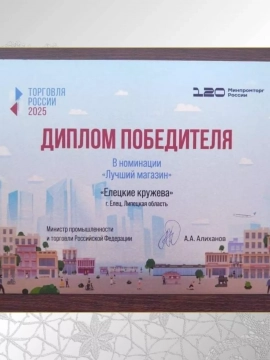 ТОРГОВЛЯ
РОССИИ
2025
120 Минпромторг
России
ДИПЛОМ ПОБЕДИТЕЛЯ
В номинации
«Лучший магазин»
«Елецкие кружева»
г. Елец, Липецкая область
Министр промышленности
и торговли Российской Федерации
А.А. Алиханов